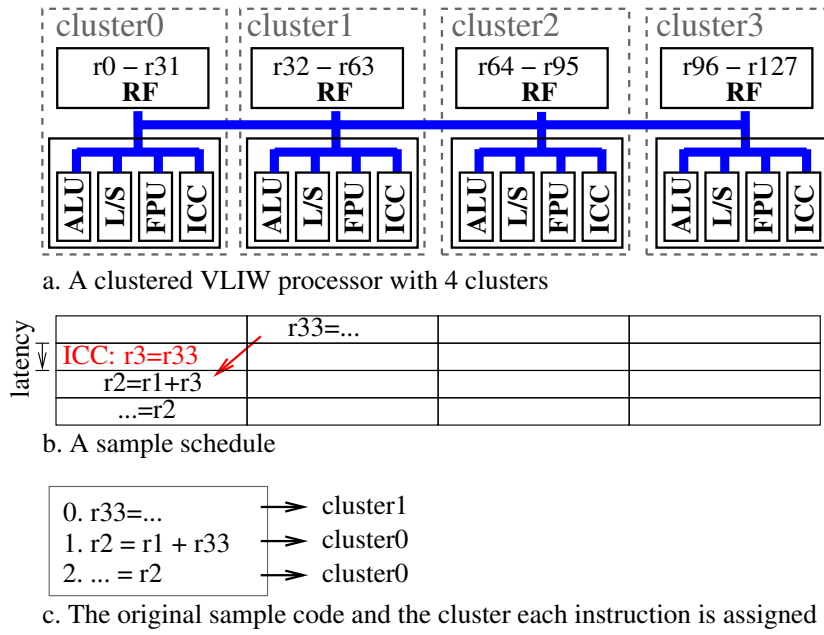 cluster0 cluster1 cluster2 cluster3
r0 – r31 r32 – r63 r64 – r95 r96 – r127
RF RF RF RF
ALU L/S FPU ICC ALU L/S FPU ICC ALU L/S FPU ICC ALU L/S FPU ICC
a. A clustered VLIW processor with 4 clusters
r33=...
latency
ICC: r3=r33
r2=r1+r3
...=r2
b. A sample schedule
0. r33=... cluster1
1. r2 = r1 + r33 cluster0
2. ... = r2 cluster0
c. The original sample code and the cluster each instruction is assigned